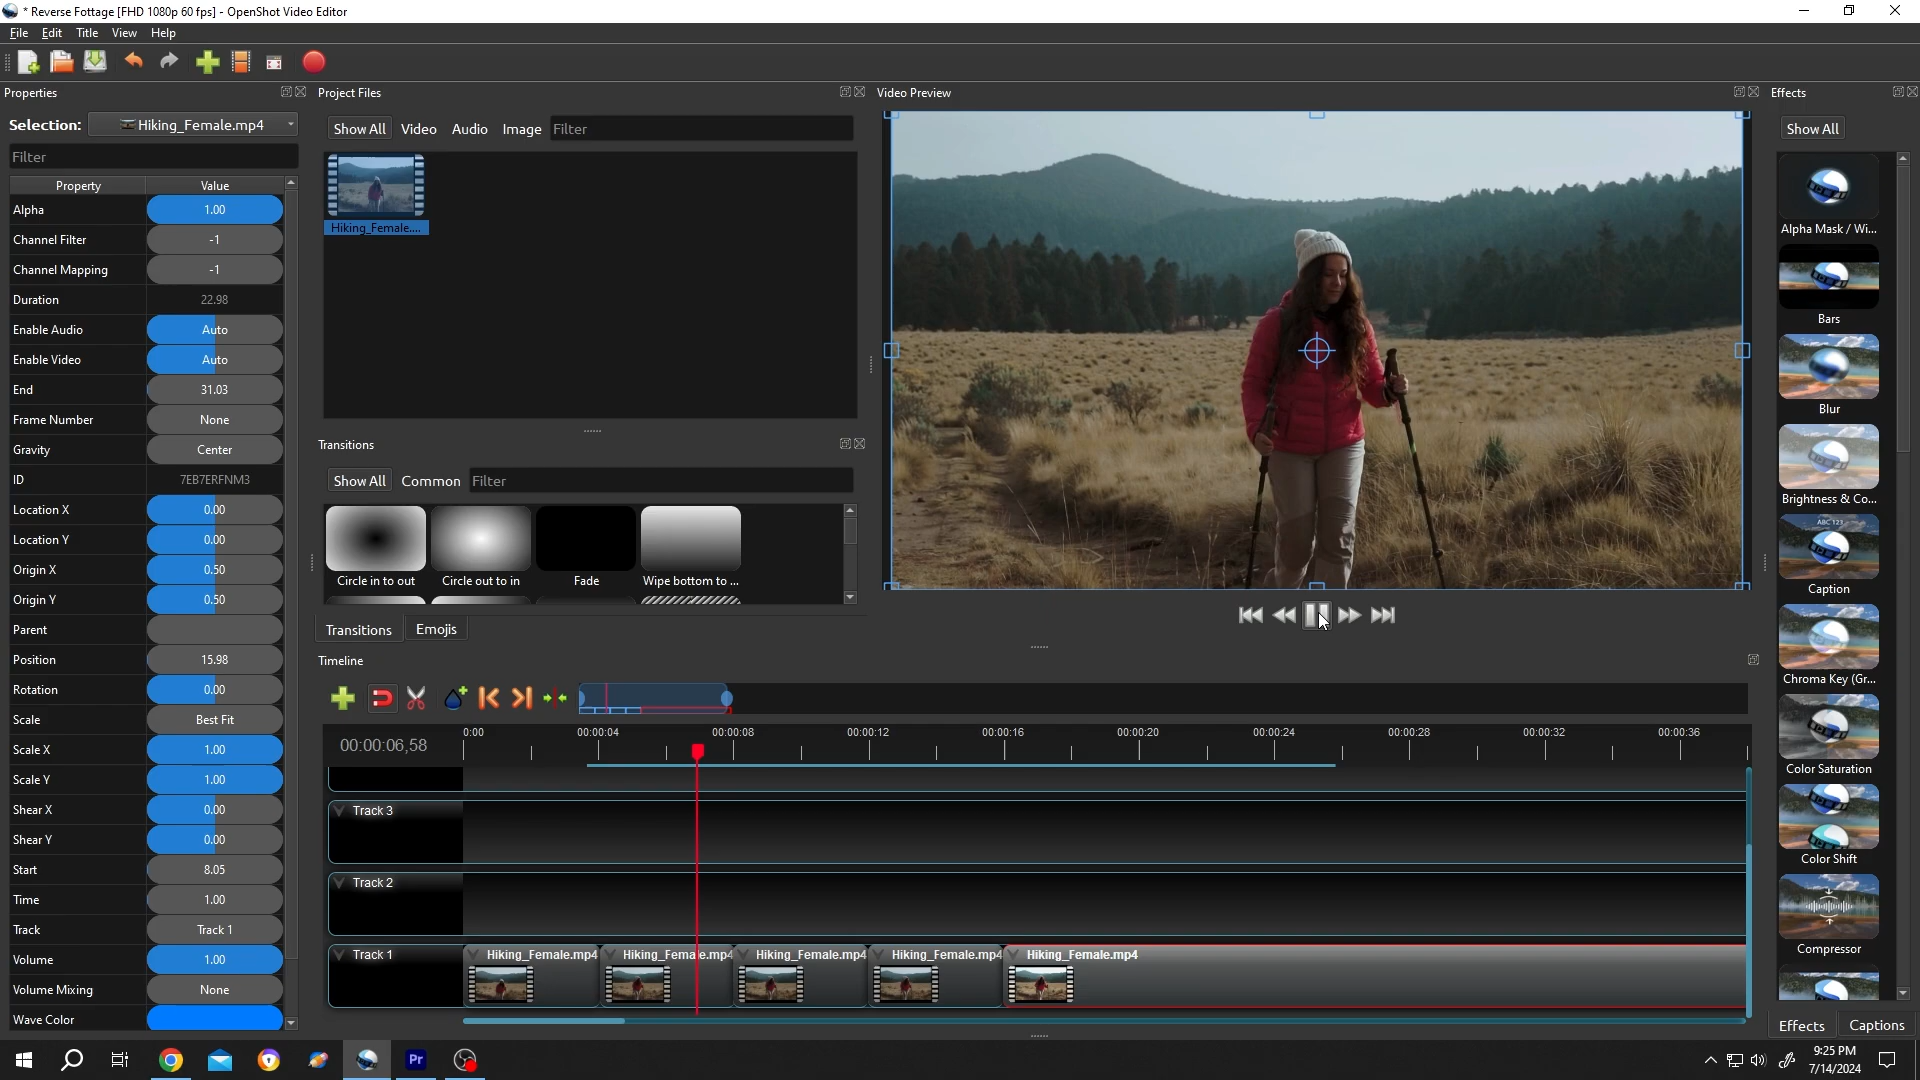 * Reverse Fottage [FHD 1080p 60 fps] - OpenShot Video Editor
File Edit Title View Help
Properties
Selection: Hiking_Female.mp4
Filter
Property Value
Alpha 1.00
Channel Filter -1
Channel Mapping -1
Duration 22.98
Enable Audio Auto
Enable Video Auto
End 31.03
Frame Number None
Gravity Center
ID 7EB7ERFNM3
Location X 0.00
Location Y 0.00
Origin X 0.50
Origin Y 0.50
Parent
Position 15.98
Rotation 0.00
Scale Best Fit
Scale X 1.00
Scale Y 1.00
Shear X 0.00
Shear Y 0.00
Start 8.05
Time 1.00
Track Track 1
Volume 1.00
Volume Mixing None
Wave Color
Project Files
Show All Video Audio Image Filter
Hiking_Female....
Transitions
Show All Common Filter
Circle in to out Circle out to in Fade Wipe bottom to ...
Transitions Emojis
Video Preview
Effects
Show All
Alpha Mask / Wi...
Bars
Blur
Brightness & Co...
ABC 123
Caption
Chroma Key (Gr...
Color Saturation
Color Shift
Compressor
Effects Captions
Timeline
00:00:06,58
0:00 00:00:04 00:00:08 00:00:12 00:00:16 00:00:20 00:00:24 00:00:28 00:00:32 00:00:36
Track 3
Track 2
Track 1
Hiking_Female.mp4 Hiking_Female.mp4 Hiking_Female.mp4 Hiking_Female.mp4 Hiking_Female.mp4
Pr
9:25 PM
7/14/2024